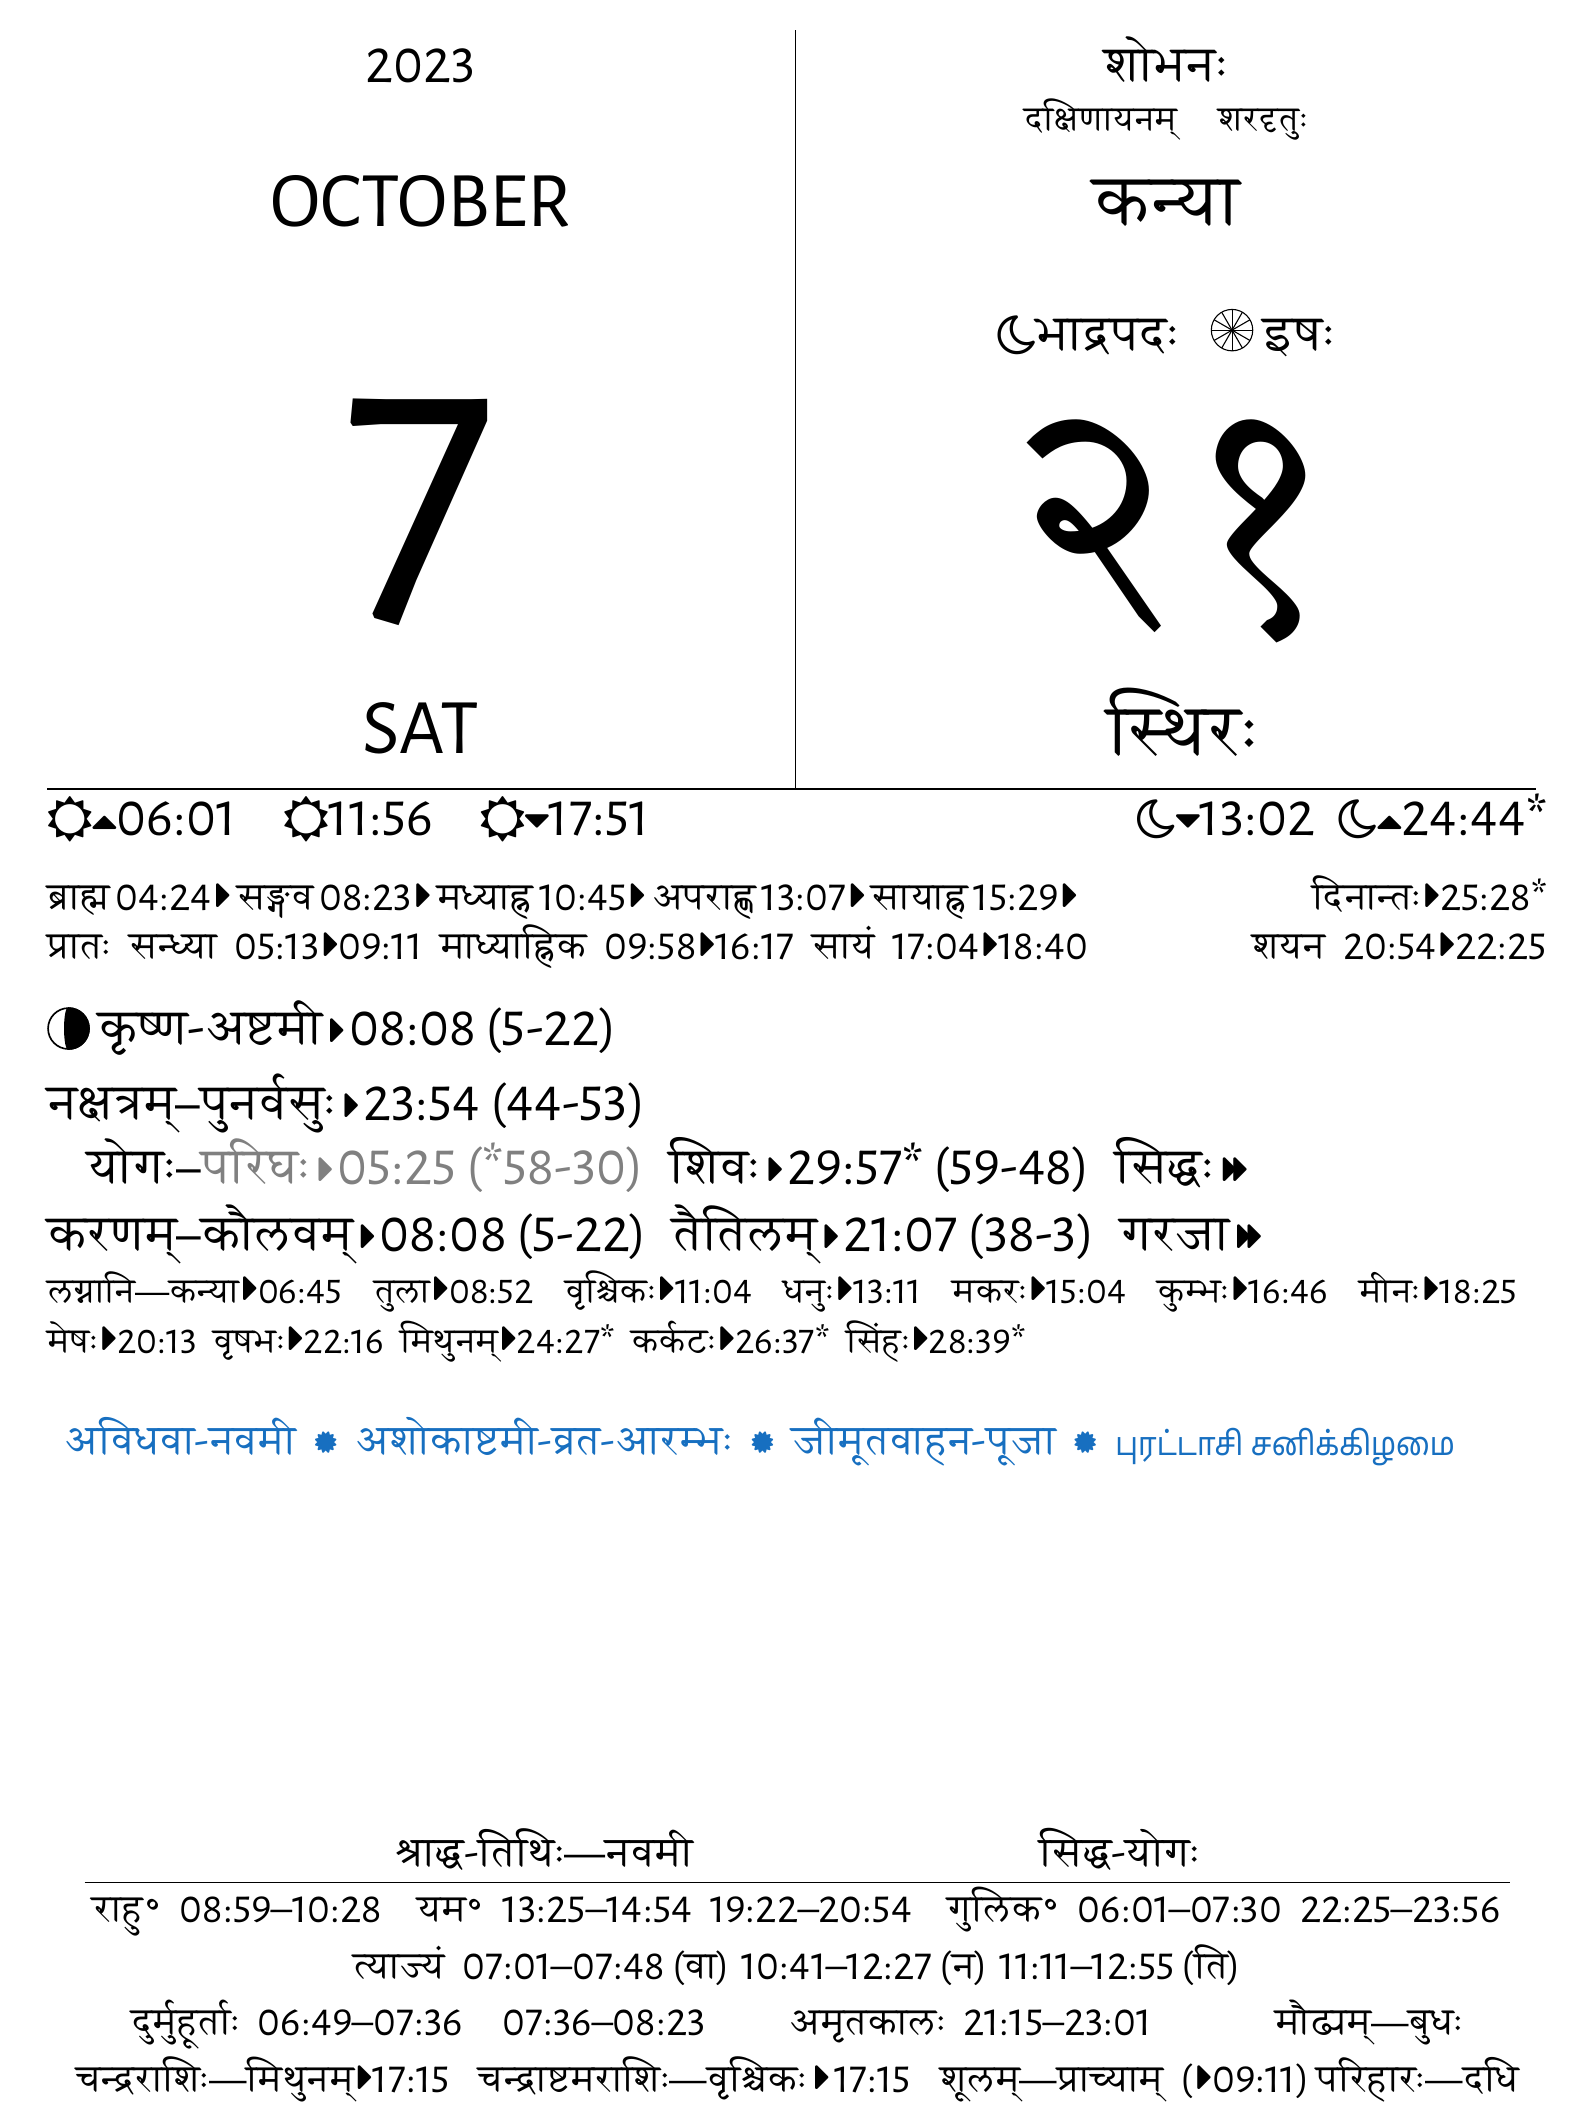 2023
OCTOBER
7
SAT
शोभनः
दक्षिणायनम् शरदृतुः
कन्या
भाद्रपदः इषः
२१
स्थिरः
06:01 11:56 17:51 13:02 24:44*
ब्राह्म 04:24 सङ्गव 08:23 मध्याह्न 10:45 अपराह्ण 13:07 सायाह्न 15:29 दिनान्तः 25:28*
प्रातः सन्ध्या 05:13 09:11 माध्याह्निक 09:58 16:17 सायं 17:04 18:40 शयन 20:54 22:25
कृष्ण-अष्टमी 08:08 (5-22)
नक्षत्रम्–पुनर्वसुः 23:54 (44-53)
योगः–परिघः 05:25 (*58-30) शिवः 29:57* (59-48) सिद्धः
करणम्–कौलवम् 08:08 (5-22) तैतिलम् 21:07 (38-3) गरजा
लग्नानि—कन्या 06:45 तुला 08:52 वृश्चिकः 11:04 धनुः 13:11 मकरः 15:04 कुम्भः 16:46 मीनः 18:25
मेषः 20:13 वृषभः 22:16 मिथुनम् 24:27* कर्कटः 26:37* सिंहः 28:39*
अविधवा-नवमी ✹ अशोकाष्टमी-व्रत-आरम्भः ✹ जीमूतवाहन-पूजा ✹ புரட்டாசி சனிக்கிழமை
श्राद्ध-तिथिः—नवमी सिद्ध-योगः
राहु॰ 08:59–10:28 यम॰ 13:25–14:54 19:22–20:54 गुलिक॰ 06:01–07:30 22:25–23:56
त्याज्यं 07:01–07:48 (वा) 10:41–12:27 (न) 11:11–12:55 (ति)
दुर्मुहूर्ताः 06:49–07:36 07:36–08:23 अमृतकालः 21:15–23:01 मौढ्यम्—बुधः
चन्द्रराशिः—मिथुनम् 17:15 चन्द्राष्टमराशिः—वृश्चिकः 17:15 शूलम्—प्राच्याम् ( 09:11) परिहारः—दधि